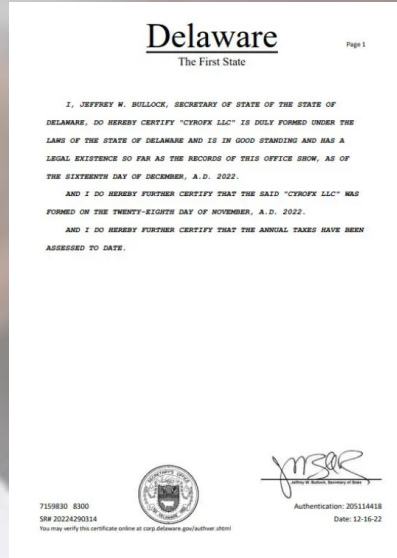 Delaware
Page 1
The First State
I, JEFFREY W. BULLOCK, SECRETARY OF STATE OF THE STATE OF
DELAWARE, DO HEREBY CERTIFY "CYROFX LLC" IS DULY FORMED UNDER THE
LAWS OF THE STATE OF DELAWARE AND IS IN GOOD STANDING AND HAS A
LEGAL EXISTENCE SO FAR AS THE RECORDS OF THIS OFFICE SHOW, AS OF
THE SIXTEENTH DAY OF DECEMBER, A.D. 2022.
AND I DO HEREBY FURTHER CERTIFY THAT THE SAID "CYROFX LLC" WAS
FORMED ON THE TWENTY-EIGHTH DAY OF NOVEMBER, A.D. 2022.
AND I DO HEREBY FURTHER CERTIFY THAT THE ANNUAL TAXES HAVE BEEN
ASSESSED TO DATE.
Jeffrey W. Bullock, Secretary of State
7159830 8300
SR# 20224290314
You may verify this certificate online at corp.delaware.gov/authver.shtml
Authentication: 205114418
Date: 12-16-22